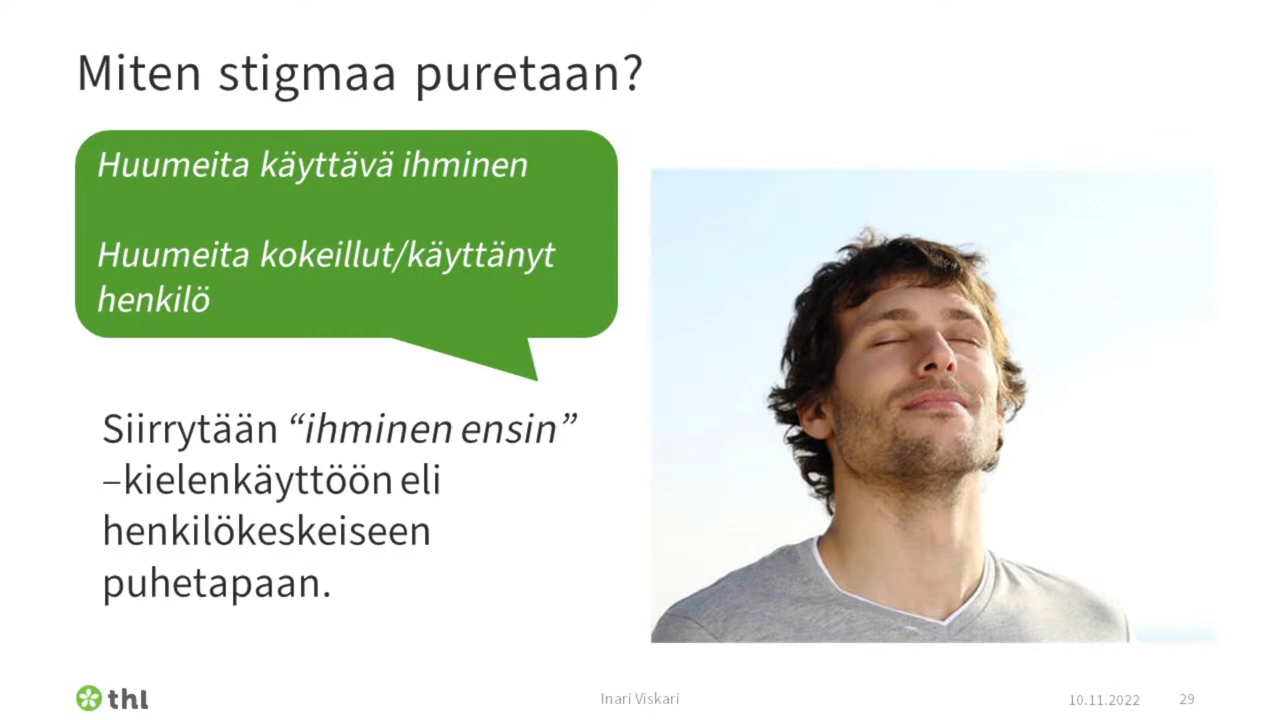 Miten stigmaa puretaan?
Huumeita käyttävä ihminen
Huumeita kokeillut/käyttänyt
henkilö
Siirrytään “ihminen ensin”
–kielenkäyttöön eli
henkilökeskeiseen
puhetapaan.
thl
Inari Viskari
10.11.2022
29